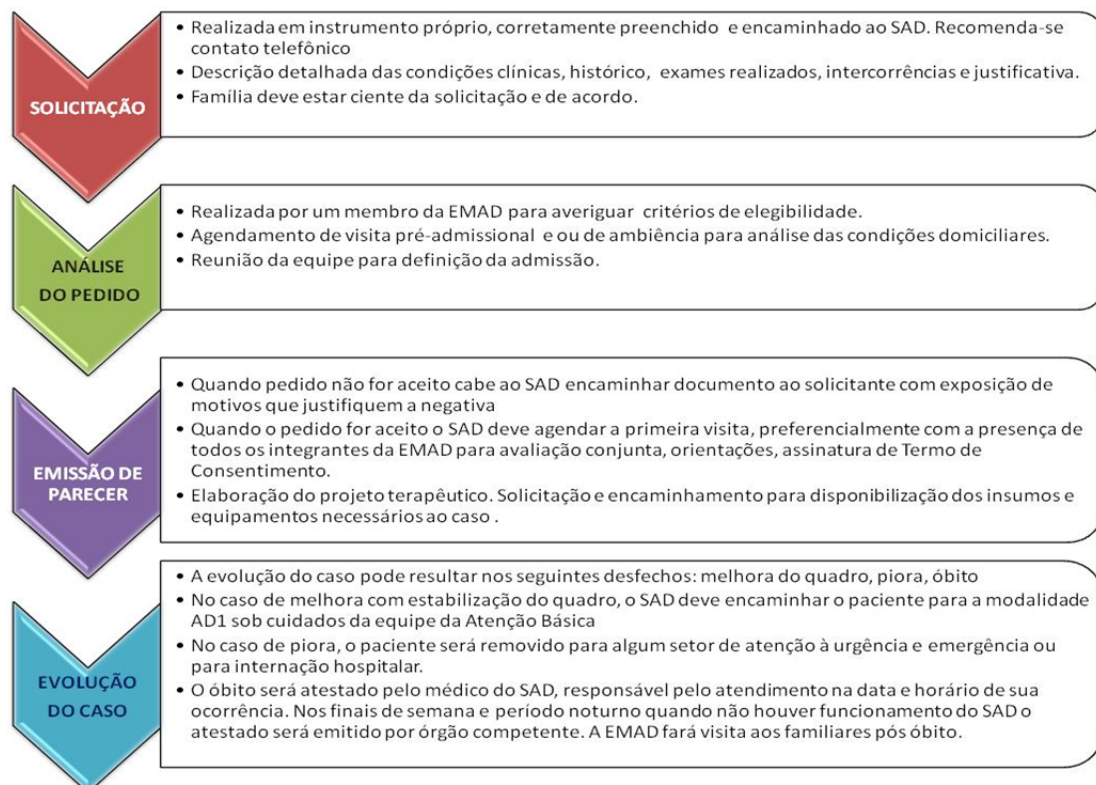 SOLICITAÇÃO
• Realizada em instrumento próprio, corretamente preenchido e encaminhado ao SAD. Recomenda-se
contato telefônico
• Descrição detalhada das condições clínicas, histórico, exames realizados, intercorrências e justificativa.
• Família deve estar ciente da solicitação e de acordo.
ANÁLISE
DO PEDIDO
• Realizada por um membro da EMAD para averiguar critérios de elegibilidade.
• Agendamento de visita pré-admissional e ou de ambiência para análise das condições domiciliares.
• Reunião da equipe para definição da admissão.
EMISSÃO DE
PARECER
• Quando pedido não for aceito cabe ao SAD encaminhar documento ao solicitante com exposição de
motivos que justifiquem a negativa
• Quando o pedido for aceito o SAD deve agendar a primeira visita, preferencialmente com a presença de
todos os integrantes da EMAD para avaliação conjunta, orientações, assinatura de Termo de
Consentimento.
• Elaboração do projeto terapêutico. Solicitação e encaminhamento para disponibilização dos insumos e
equipamentos necessários ao caso .
EVOLUÇÃO
DO CASO
• A evolução do caso pode resultar nos seguintes desfechos: melhora do quadro, piora, óbito
• No caso de melhora com estabilização do quadro, o SAD deve encaminhar o paciente para a modalidade
AD1 sob cuidados da equipe da Atenção Básica
• No caso de piora, o paciente será removido para algum setor de atenção à urgência e emergência ou
para internação hospitalar.
• O óbito será atestado pelo médico do SAD, responsável pelo atendimento na data e horário de sua
ocorrência. Nos finais de semana e período noturno quando não houver funcionamento do SAD o
atestado será emitido por órgão competente. A EMAD fará visita aos familiares pós óbito.